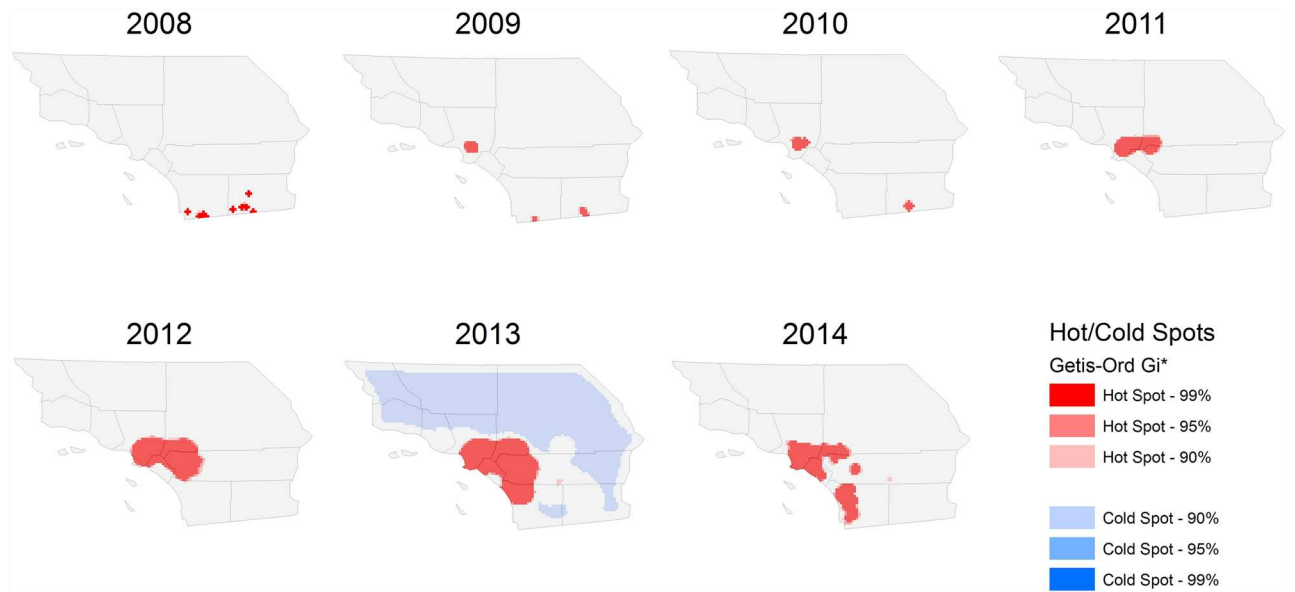 2008
2009
2010
2011
2012
2013
2014
Hot/Cold Spots
Getis-Ord Gi*
Hot Spot - 99%
Hot Spot - 95%
Hot Spot - 90%
Cold Spot - 90%
Cold Spot - 95%
Cold Spot - 99%